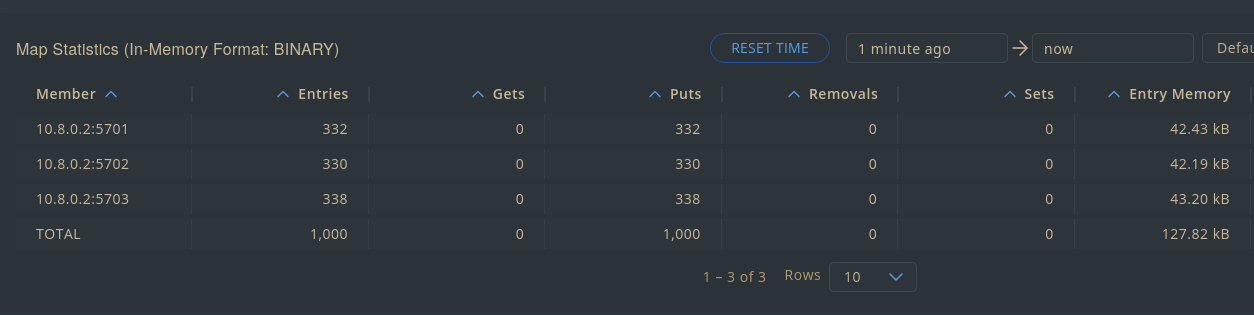 Map Statistics (In-Memory Format: BINARY) RESET TIME 1 minute ago → now Defau
Member Entries Gets Puts Removals Sets Entry Memory
10.8.0.2:5701 332 0 332 0 0 42.43 kB
10.8.0.2:5702 330 0 330 0 0 42.19 kB
10.8.0.2:5703 338 0 338 0 0 43.20 kB
TOTAL 1,000 0 1,000 0 0 127.82 kB
1 – 3 of 3 Rows 10